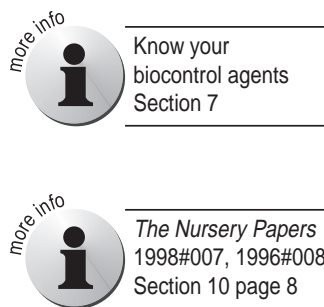 more info
i
Know your
biocontrol agents
Section 7
more info
i
The Nursery Papers
1998#007, 1996#008
Section 10 page 8